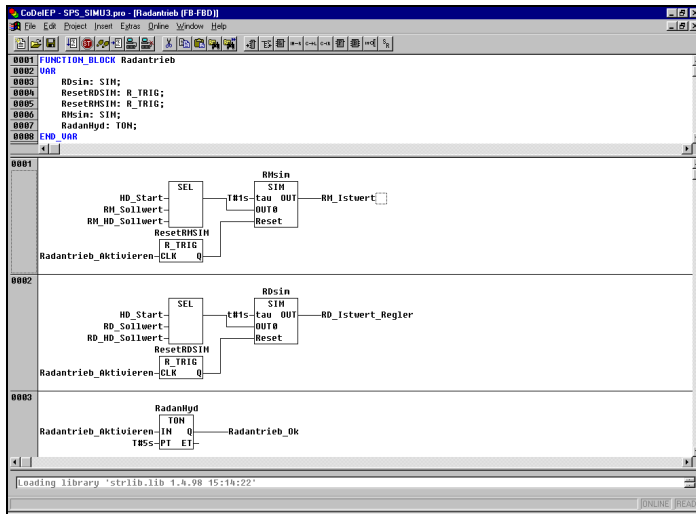 CoDeIEP - SPS_SIMU3.pro - [Radantrieb (FB-FBD)]
File Edit Project Insert Extras Online Window Help
0001 FUNCTION_BLOCK Radantrieb
0002 VAR
0003 RDsim: SIM;
0004 ResetRDSIM: R_TRIG;
0005 ResetRMSIM: R_TRIG;
0006 RMsim: SIM;
0007 RadanHyd: TON;
0008 END_VAR
0001
RMsim
SEL SIM
HD_Start T#1s tau OUT RM_Istwert
RM_Sollwert OUT0
RM_HD_Sollwert Reset
ResetRMSIM
R_TRIG
Radantrieb_Aktivieren CLK Q
0002
RDsim
SEL SIM
HD_Start t#1s tau OUT RD_Istwert_Regler
RD_Sollwert OUT0
RD_HD_Sollwert Reset
ResetRDSIM
R_TRIG
Radantrieb_Aktivieren CLK Q
0003
RadanHyd
TON
Radantrieb_Aktivieren IN Q Radantrieb_Ok
T#5s PT ET
Loading library 'strlib.lib 1.4.98 15:14:22'
ONLINE READ